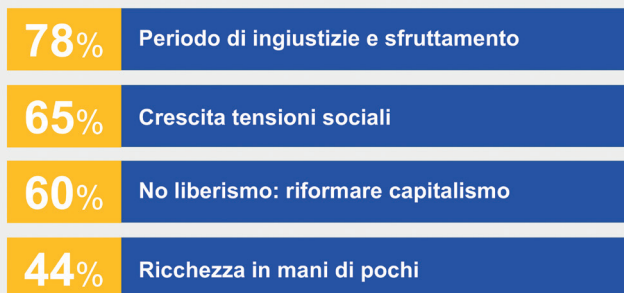 78% Periodo di ingiustizie e sfruttamento
65% Crescita tensioni sociali
60% No liberismo: riformare capitalismo
44% Ricchezza in mani di pochi